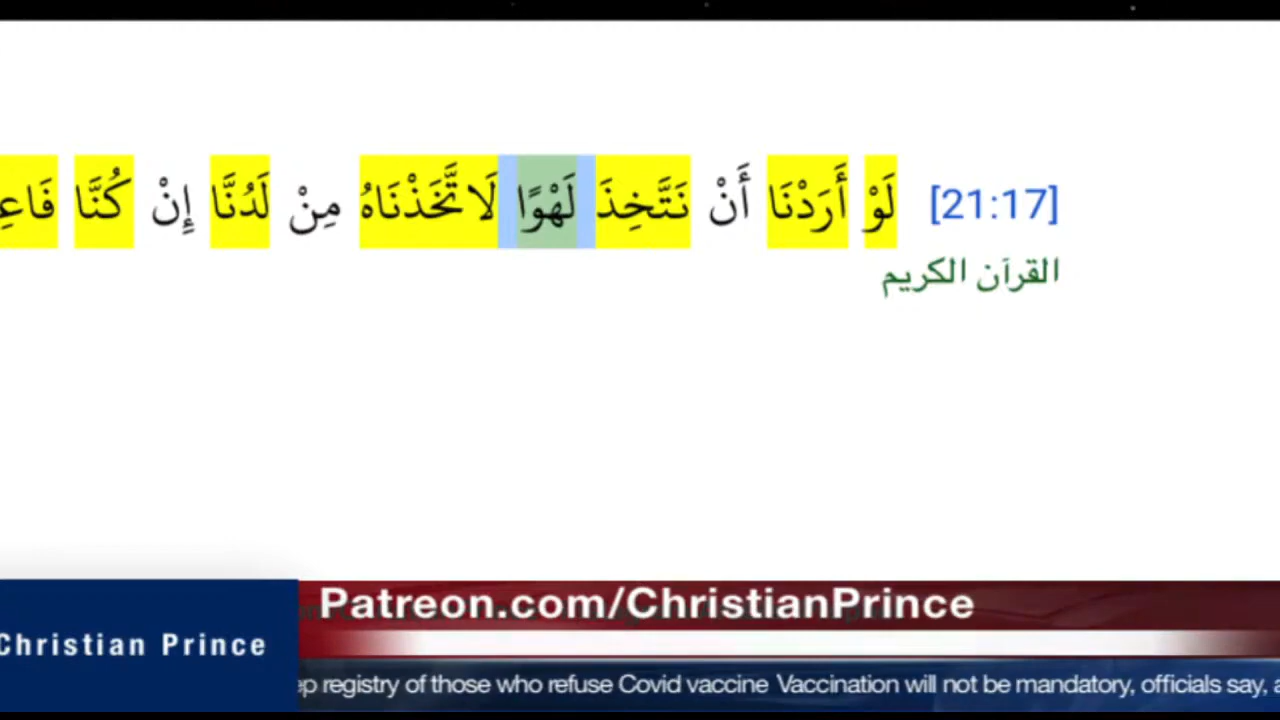 [21:17] لَوْ أَرَدْنَا أَنْ نَتَّخِذَ لَهْوًا لَاتَّخَذْنَاهُ مِنْ لَدُنَّا إِنْ كُنَّا
القرآن الكريم
Patreon.com/ChristianPrince
Christian Prince
registry of those who refuse Covid vaccine Vaccination will not be mandatory, officials say,